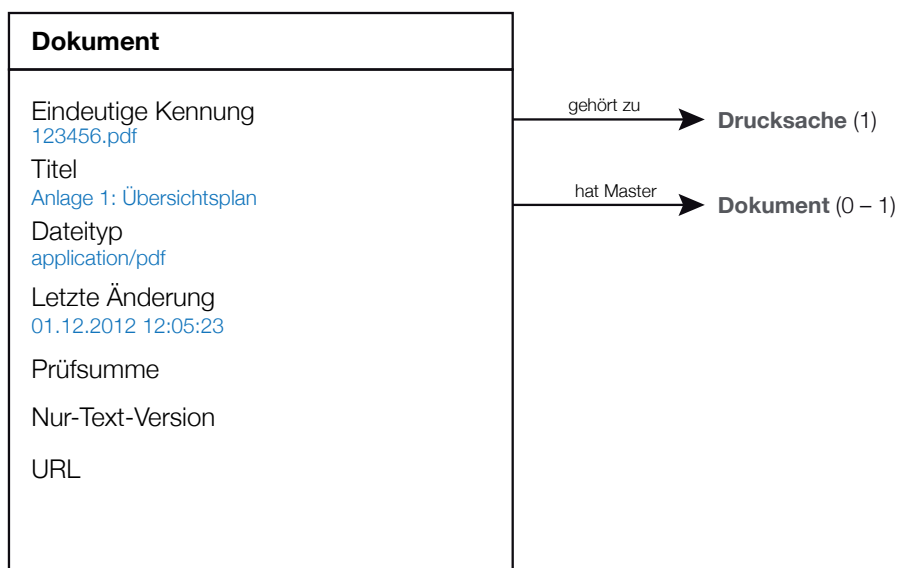 Dokument
Eindeutige Kennung
123456.pdf
Titel
Anlage 1: Übersichtsplan
Dateityp
application/pdf
Letzte Änderung
01.12.2012 12:05:23
Prüfsumme
Nur-Text-Version
URL
gehört zu
Drucksache (1)
hat Master
Dokument (0 – 1)